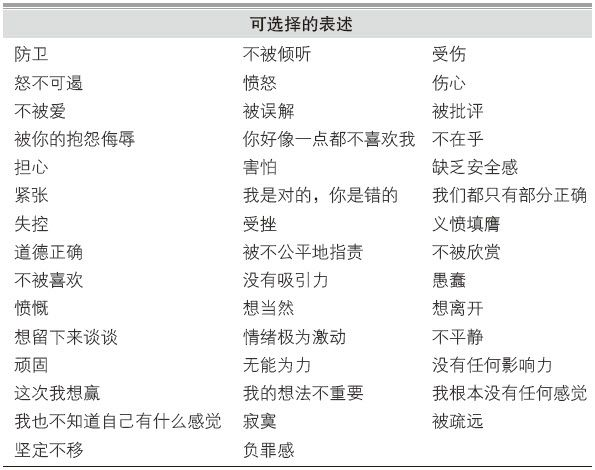 可选择的表述
防卫 不被倾听 受伤
怒不可遏 愤怒 伤心
不被爱 被误解 被批评
被你的抱怨侮辱 你好像一点都不喜欢我 不在乎
担心 害怕 缺乏安全感
紧张 我是对的，你是错的 我们都只有部分正确
失控 受挫 义愤填膺
道德正确 被不公平地指责 不被欣赏
不被喜欢 没有吸引力 愚蠢
愤慨 想当然 想离开
想留下来谈谈 情绪极为激动 不平静
顽固 无能为力 没有任何影响力
这次我想赢 我的想法不重要 我根本没有任何感觉
我也不知道自己有什么感觉 寂寞 被疏远
坚定不移 负罪感